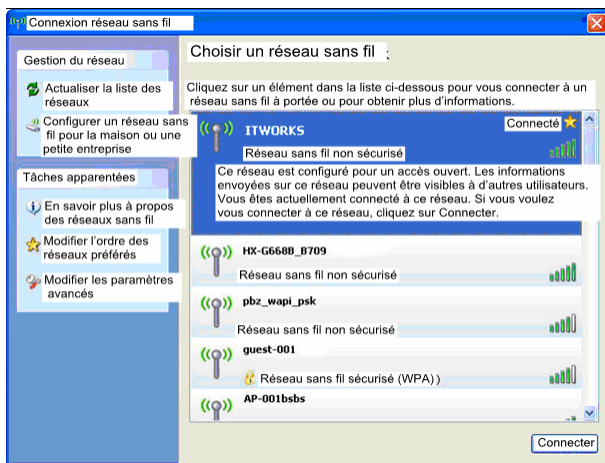 Connexion réseau sans fil
Gestion du réseau
Actualiser la liste des
réseaux
Configurer un réseau sans
fil pour la maison ou une
petite entreprise
Tâches apparentées
En savoir plus à propos
des réseaux sans fil
Modifier l'ordre des
réseaux préférés
Modifier les paramètres
avancés
Choisir un réseau sans fil
Cliquez sur un élément dans la liste ci-dessous pour vous connecter à un
réseau sans fil à portée ou pour obtenir plus d'informations.
ITWORKS
Connecté
Réseau sans fil non sécurisé
Ce réseau est configuré pour un accès ouvert. Les informations
envoyées sur ce réseau peuvent être visibles à d'autres utilisateurs.
Vous êtes actuellement connecté à ce réseau. Si vous voulez
vous connecter à ce réseau, cliquez sur Connecter.
HX-G668B_B709
Réseau sans fil non sécurisé
pbz_wapi_psk
Réseau sans fil non sécurisé
guest-001
Réseau sans fil sécurisé (WPA) )
AP-001bsbs
Connecter